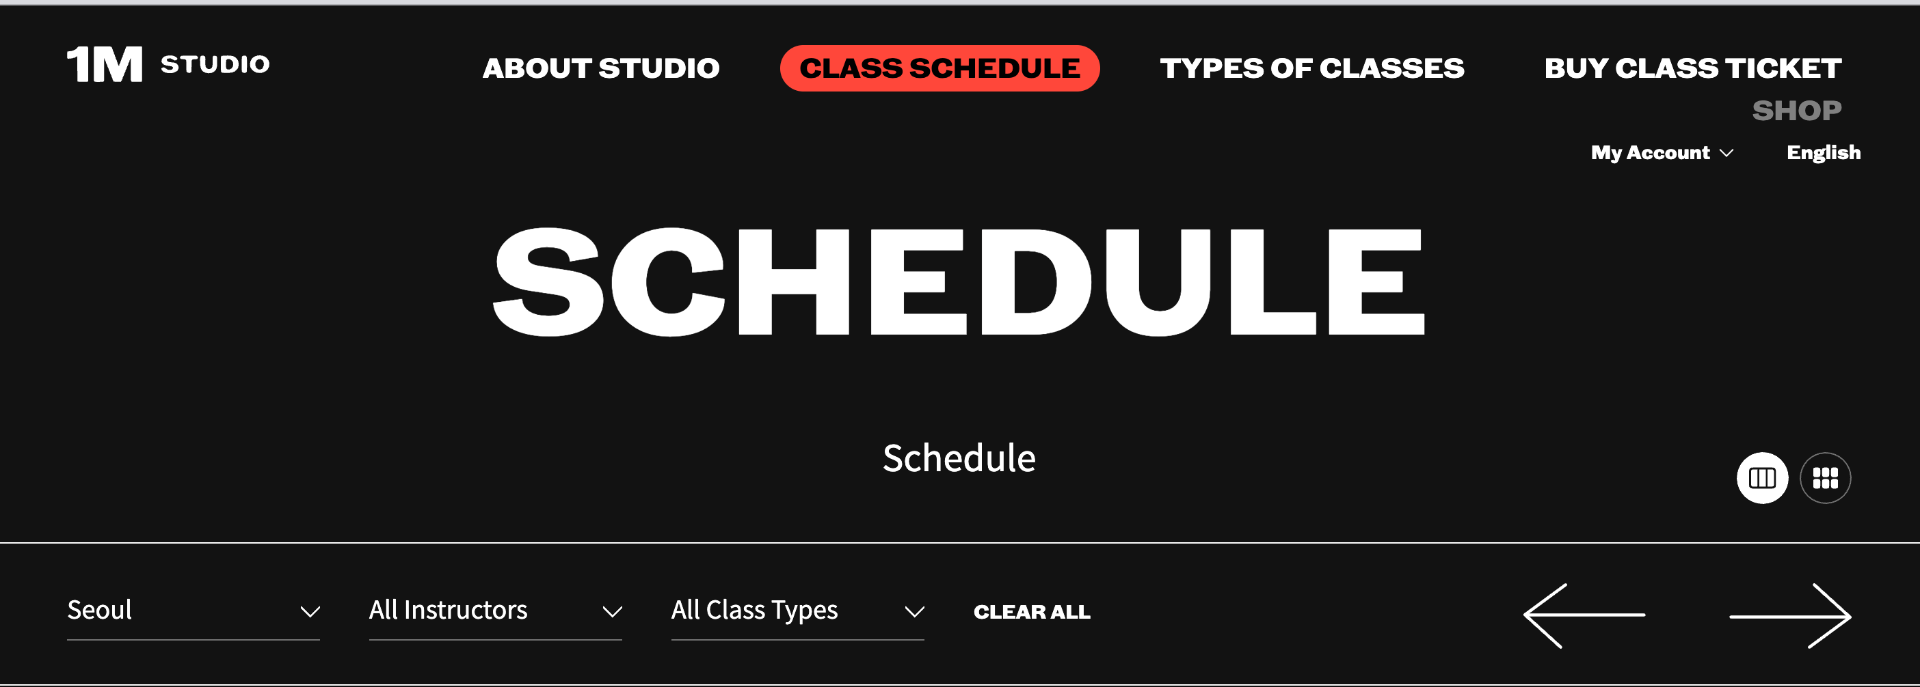 1M STUDIO
ABOUT STUDIO
CLASS SCHEDULE
TYPES OF CLASSES
BUY CLASS TICKET
SHOP
My Account
English
SCHEDULE
Schedule
Seoul
All Instructors
All Class Types
CLEAR ALL